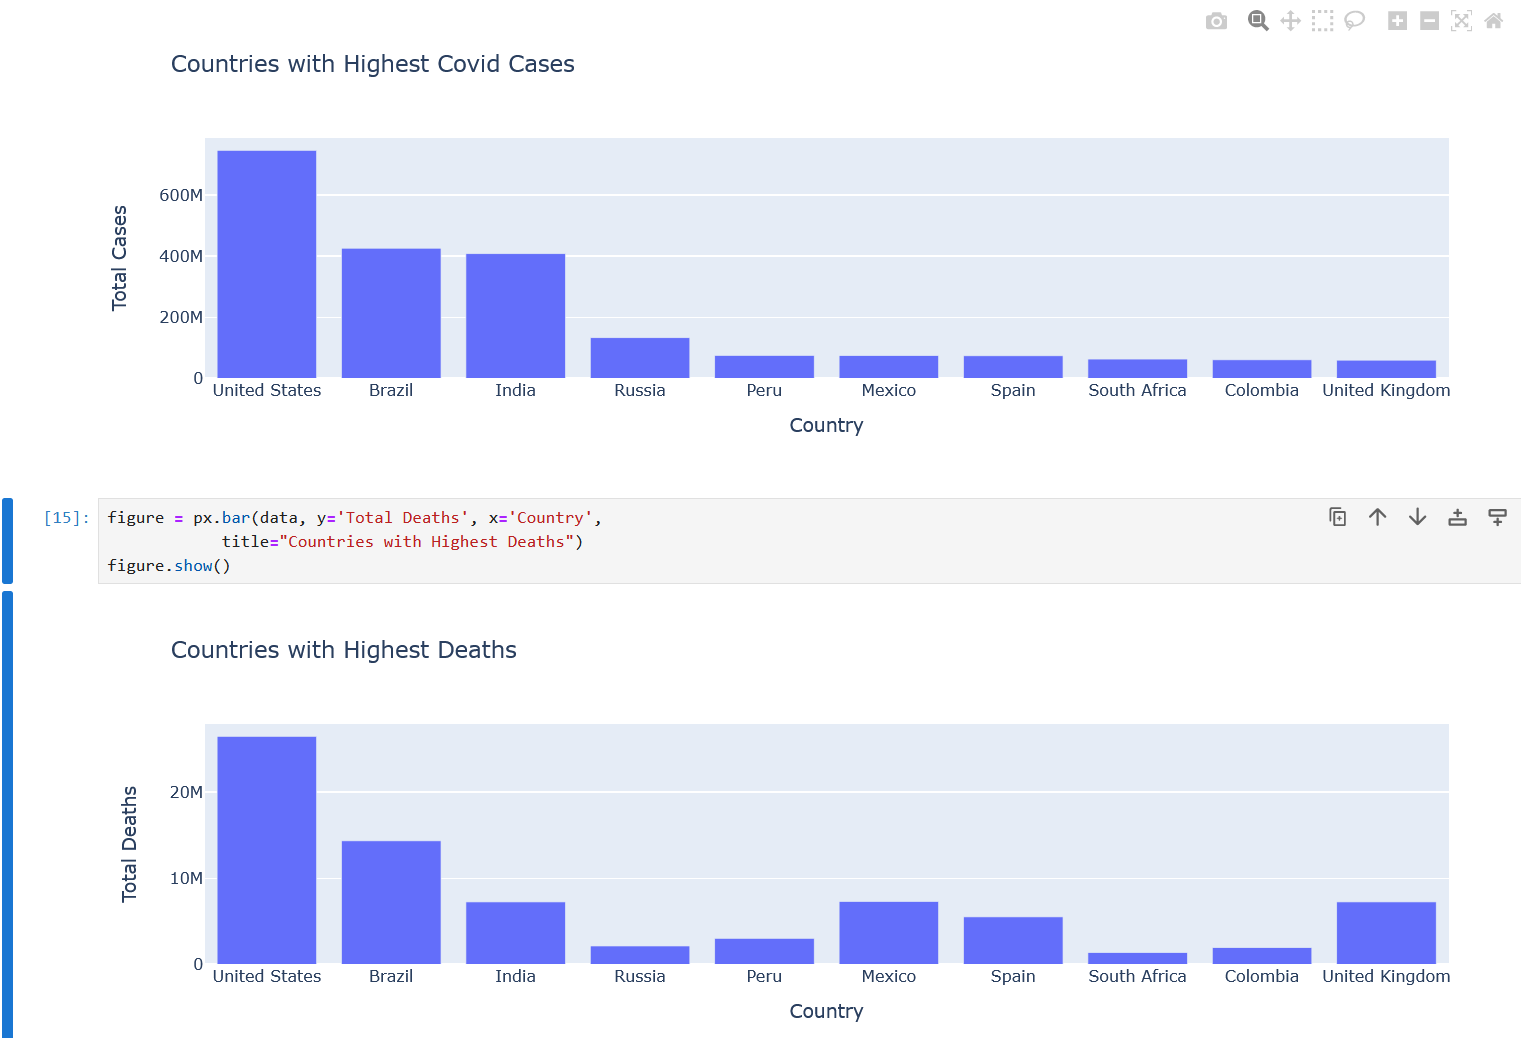 Countries with Highest Covid Cases
Total Cases
600M
400M
200M
0
United States Brazil India Russia Peru Mexico Spain South Africa Colombia United Kingdom
Country
[15]: figure = px.bar(data, y='Total Deaths', x='Country',
title="Countries with Highest Deaths")
figure.show()
Countries with Highest Deaths
Total Deaths
20M
10M
0
United States Brazil India Russia Peru Mexico Spain South Africa Colombia United Kingdom
Country